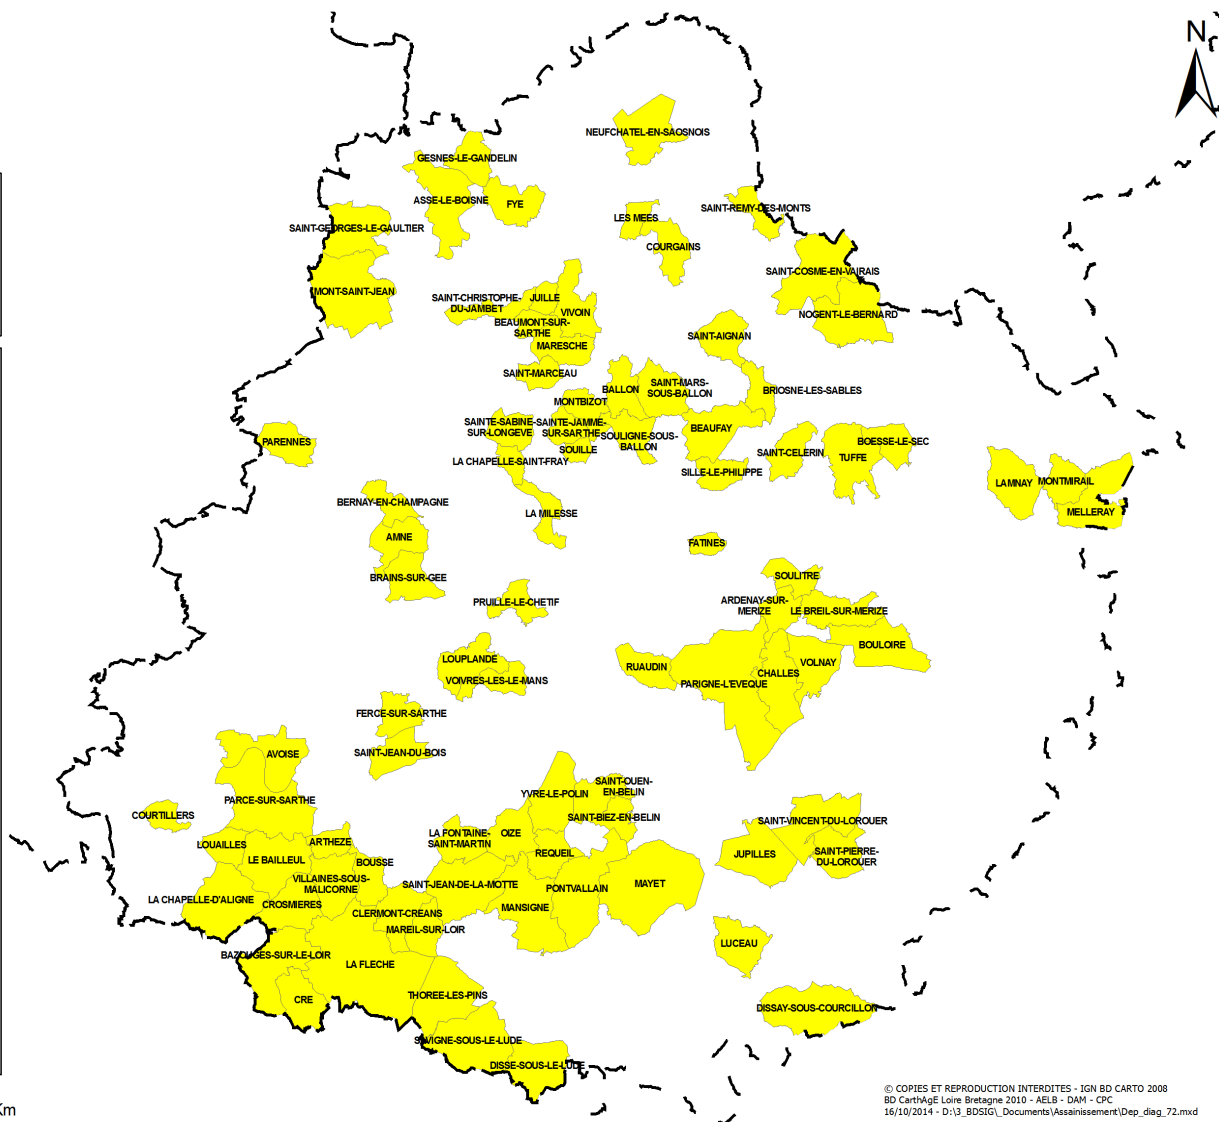 N
NEUFCHATEL-EN-SAOSNOIS
GESNES-LE-GANDELIN
ASSE-LE-BOISNE
FYE
SAINT-REMY-DES-MONTS
LES MEES
SAINT-GEORGES-LE-GAULTIER
COURGAINS
SAINT-COSME-EN-VAIRAIS
MONT-SAINT-JEAN
SAINT-CHRISTOPHE-
DU-JAMBET
JUILLE
VIVOIN
NOGENT-LE-BERNARD
BEAUMONT-SUR-
SARTHE
SAINT-AIGNAN
MARESCHE
SAINT-MARCEAU
BALLON
SAINT-MARS-
SOUS-BALLON
BRIOSNE-LES-SABLES
MONTBIZOT
SAINTE-SABINE-
SUR-LONGEVE
SAINTE-JAMME-
SUR-SARTHE
SOULIGNE-SOUS-
BALLON
BEAUFAY
PARENNES
BOESSE-LE-SEC
SOUILLE
SAINT-CELERIN
TUFFE
LA CHAPELLE-SAINT-FRAY
SILLE-LE-PHILIPPE
LAMNAY
MONTMIRAIL
BERNAY-EN-CHAMPAGNE
LA MILESSE
MELLERAY
AMNE
FATINES
BRAINS-SUR-GEE
SOULITRE
PRUILLE-LE-CHETIF
ARDENAY-SUR-
MERIZE
LE BREIL-SUR-MERIZE
BOULOIRE
LOUPLANDE
RUAUDIN
VOLNAY
CHALLES
VOIVRES-LES-LE-MANS
PARIGNE-L'EVEQUE
FERCE-SUR-SARTHE
SAINT-JEAN-DU-BOIS
AVOISE
SAINT-OUEN-
EN-BELIN
YVRE-LE-POLIN
PARCE-SUR-SARTHE
COURTILLERS
SAINT-BIEZ-EN-BELIN
SAINT-VINCENT-DU-LOROUER
LA FONTAINE-
SAINT-MARTIN
OIZE
LOUAILLES
ARTHEZE
REQUEIL
JUPILLES
SAINT-PIERRE-
DU-LOROUER
LE BAILLEUL
BOUSSE
VILLAINES-SOUS-
MALICORNE
SAINT-JEAN-DE-LA-MOTTE
PONTVALLAIN
MAYET
LA CHAPELLE-D'ALIGNE
CROSMIERES
MANSIGNE
CLERMONT-CREANS
MAREIL-SUR-LOIR
LUCEAU
BAZOUGES-SUR-LE-LOIR
LA FLECHE
THOREE-LES-PINS
CRE
DISSAY-SOUS-COURCILLON
SAVIGNE-SOUS-LE-LUDE
DISSE-SOUS-LE-LUDE
© COPIES ET REPRODUCTION INTERDITES - IGN BD CARTO 2008
BD CarthAgE Loire Bretagne 2010 - AELB - DAM - CPC
Km
16/10/2014 - D:\3_BDSIG\_Documents\Assainissement\Dep_diag_72.mxd